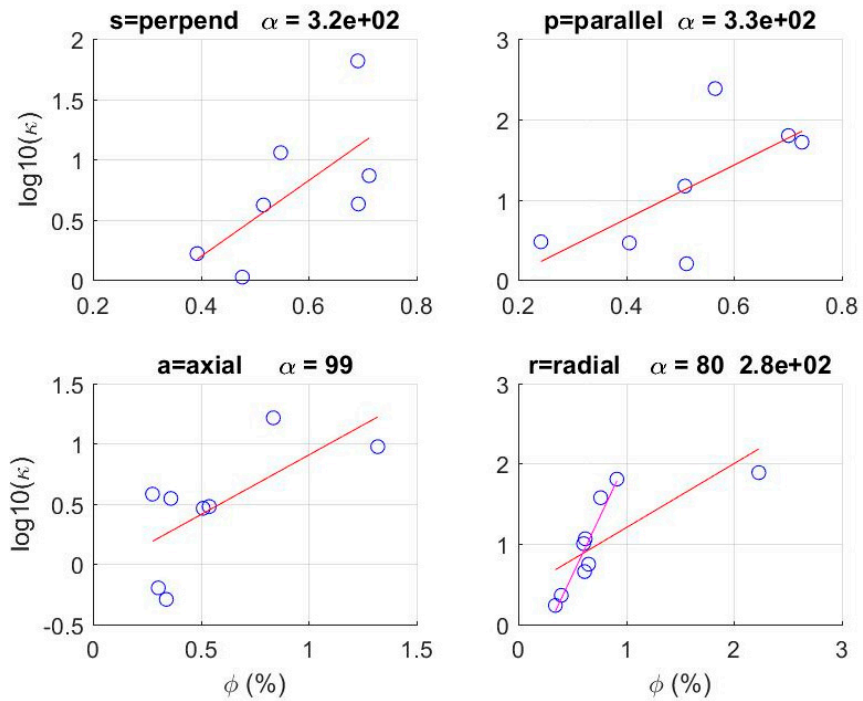 s=perpend α = 3.2e+02
2
1.5
1
0.5
0
log10(κ)
0.2 0.4 0.6 0.8
p=parallel α = 3.3e+02
3
2
1
0
0.2 0.4 0.6 0.8
a=axial α = 99
1.5
1
0.5
0
-0.5
log10(κ)
0 0.5 1 1.5
ϕ (%)
r=radial α = 80 2.8e+02
3
2
1
0
0 1 2 3
ϕ (%)